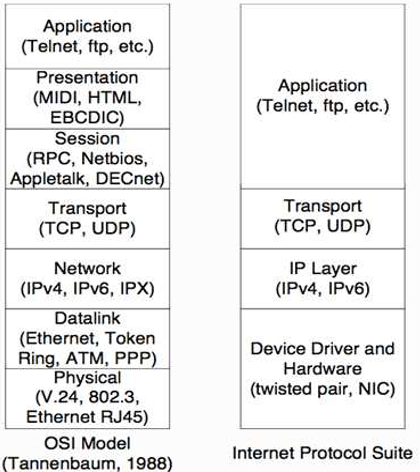 Application
(Telnet, ftp, etc.)
Presentation
(MIDI, HTML,
EBCDIC)
Session
(RPC, Netbios,
Appletalk, DECnet)
Transport
(TCP, UDP)
Network
(IPv4, IPv6, IPX)
Datalink
(Ethernet, Token
Ring, ATM, PPP)
Physical
(V.24, 802.3,
Ethernet RJ45)
OSI Model
(Tannenbaum, 1988)
Application
(Telnet, ftp, etc.)
Transport
(TCP, UDP)
IP Layer
(IPv4, IPv6)
Device Driver and
Hardware
(twisted pair, NIC)
Internet Protocol Suite